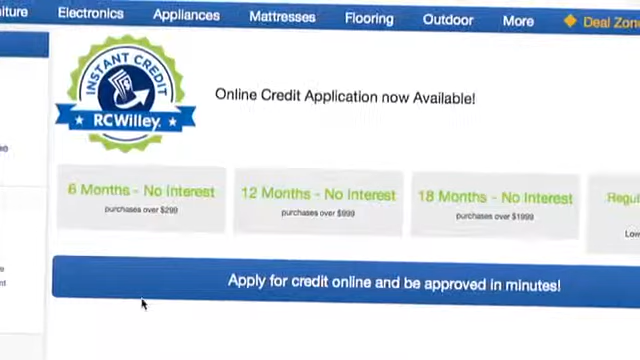 Electronics Appliances Mattresses Flooring Outdoor More Deal
INSTANT CREDIT
RCWilley.
Online Credit Application now Available!
6 Months - No Interest
purchases over $299
12 Months - No Interest
purchases over $999
18 Months - No Interest
purchases over $1999
Apply for credit online and be approved in minutes!